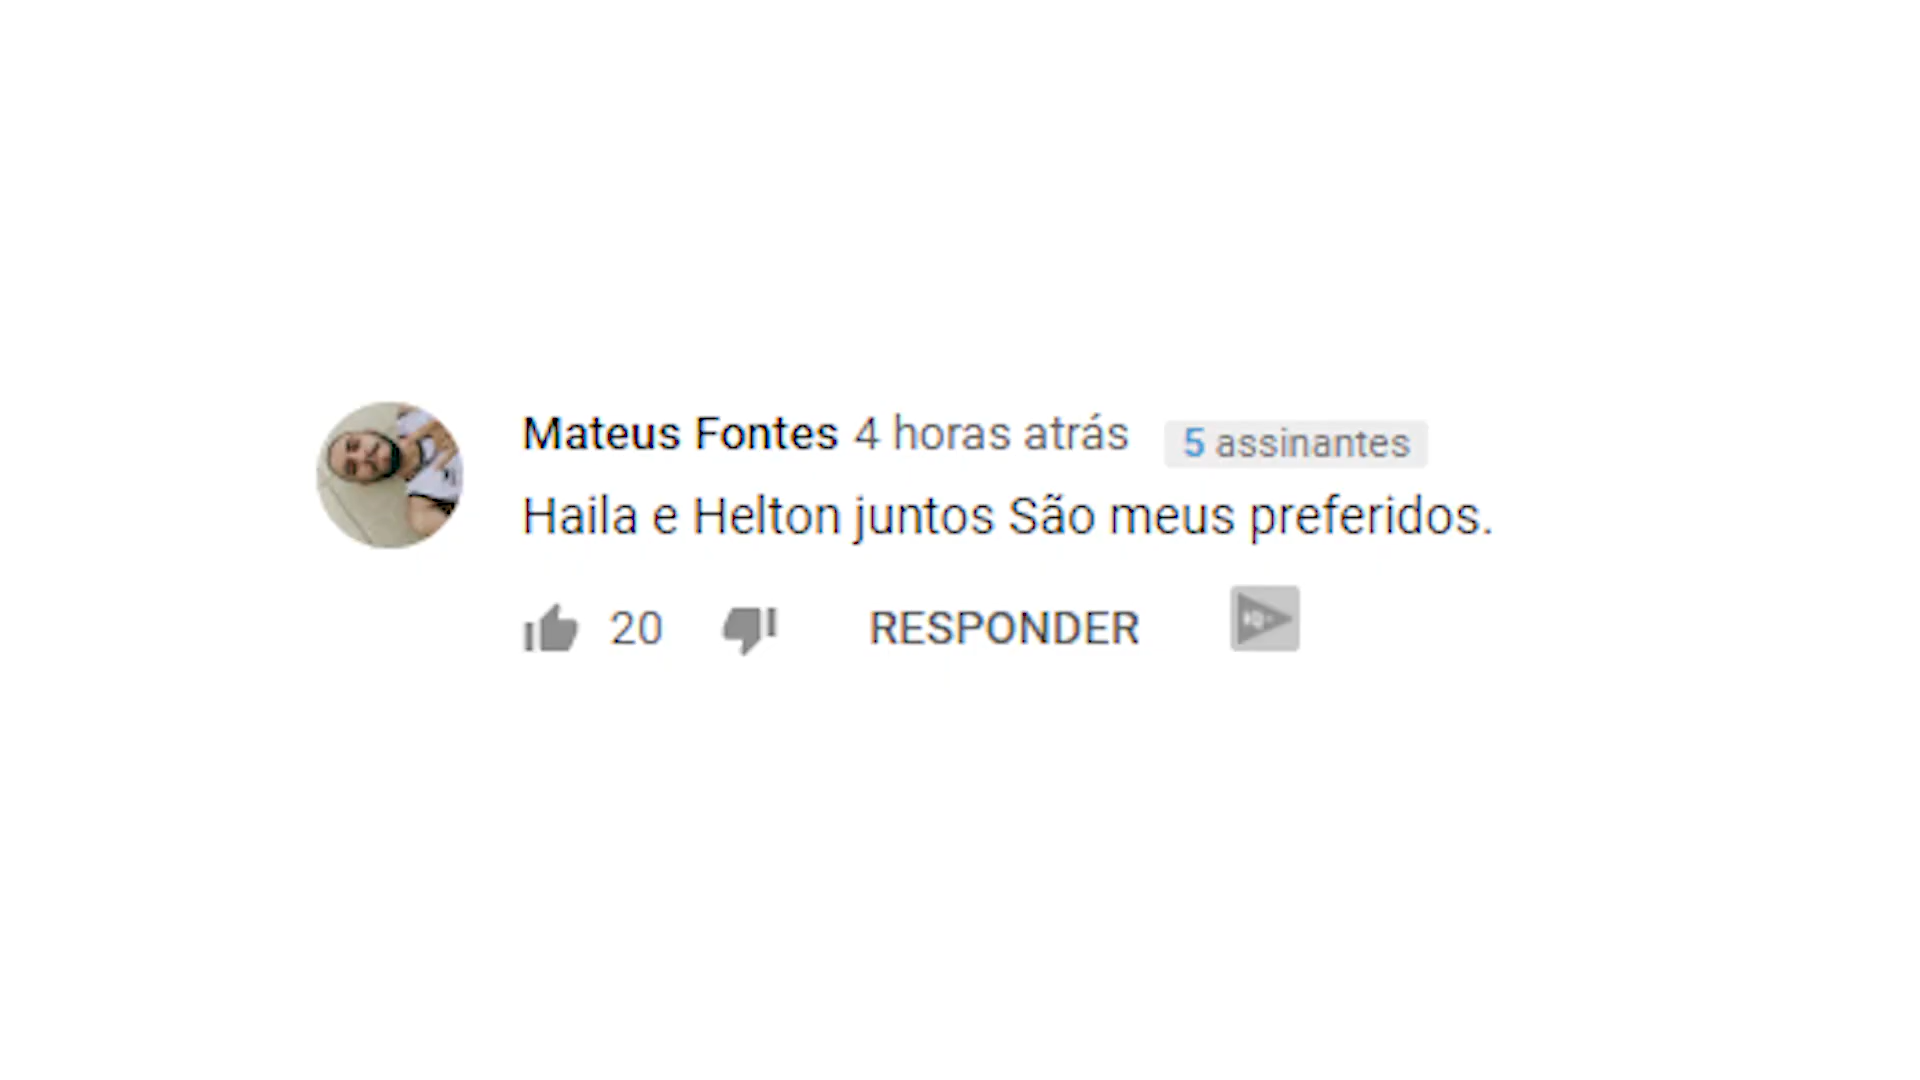 Mateus Fontes 4 horas atrás 5 assinantes
Haila e Helton juntos São meus preferidos.
20 RESPONDER